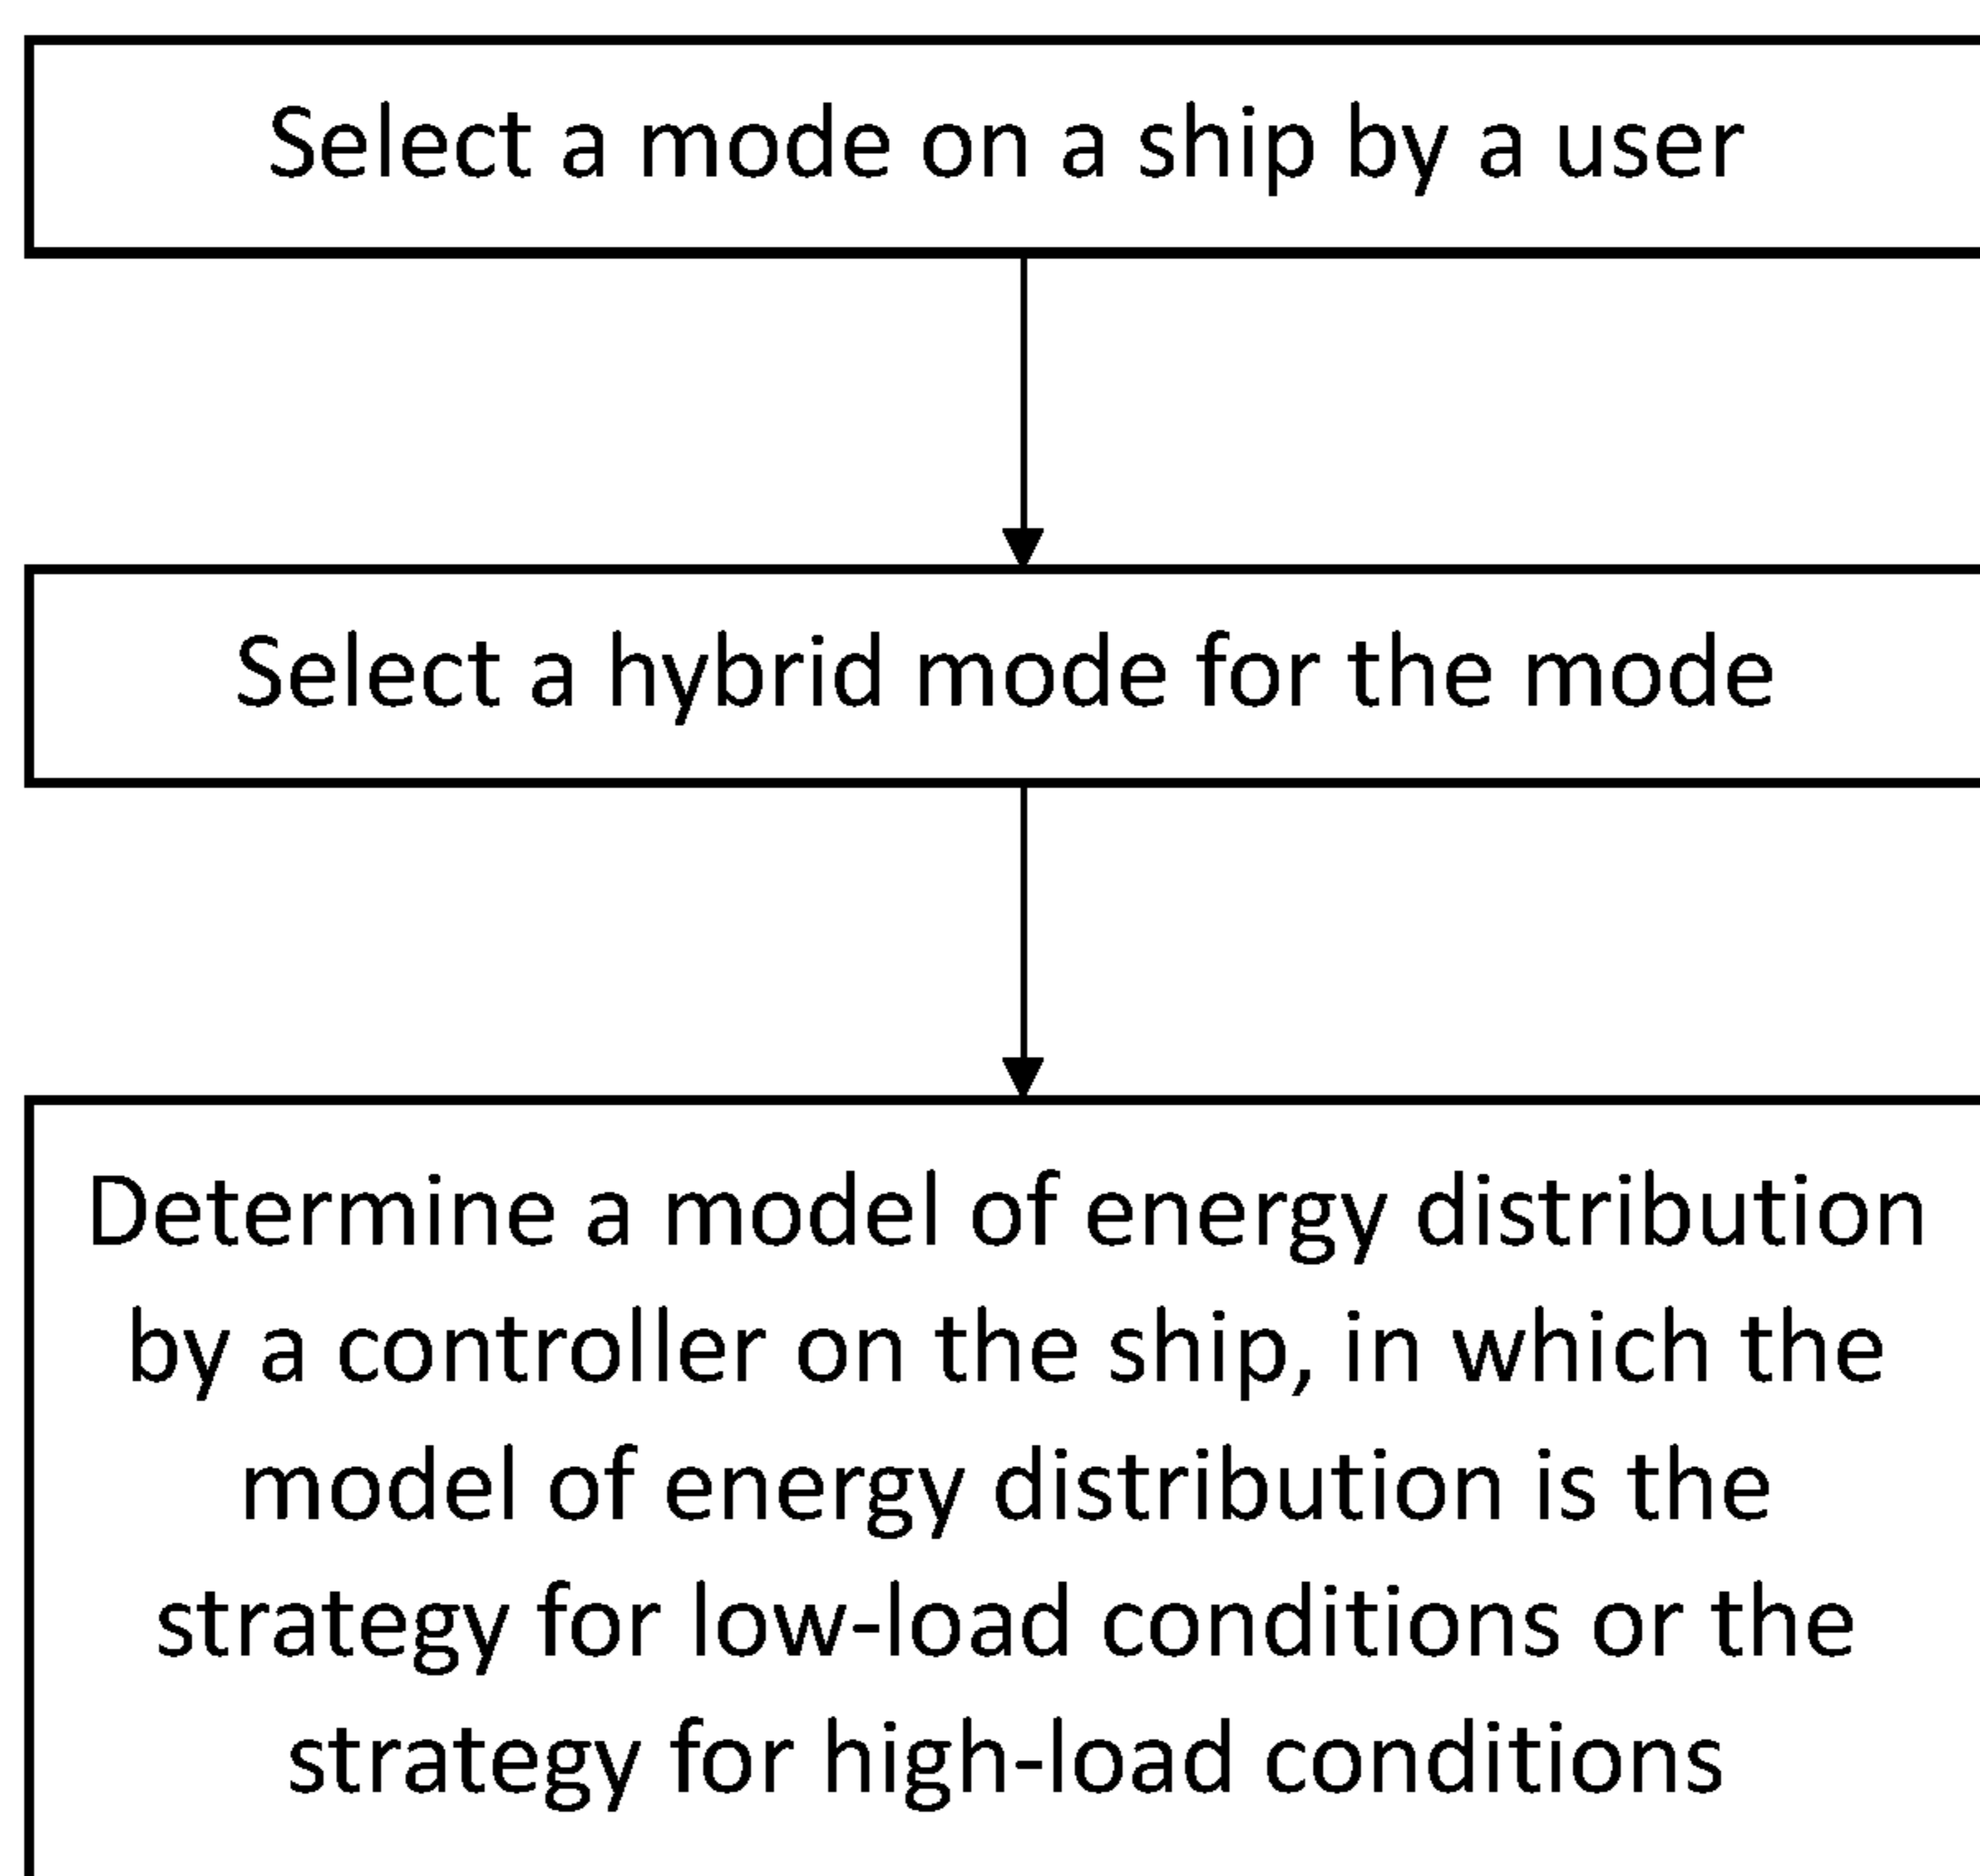 Select a mode on a ship by a user
Select a hybrid mode for the mode
Determine a model of energy distribution
by a controller on the ship, in which the
model of energy distribution is the
strategy for low-load conditions or the
strategy for high-load conditions